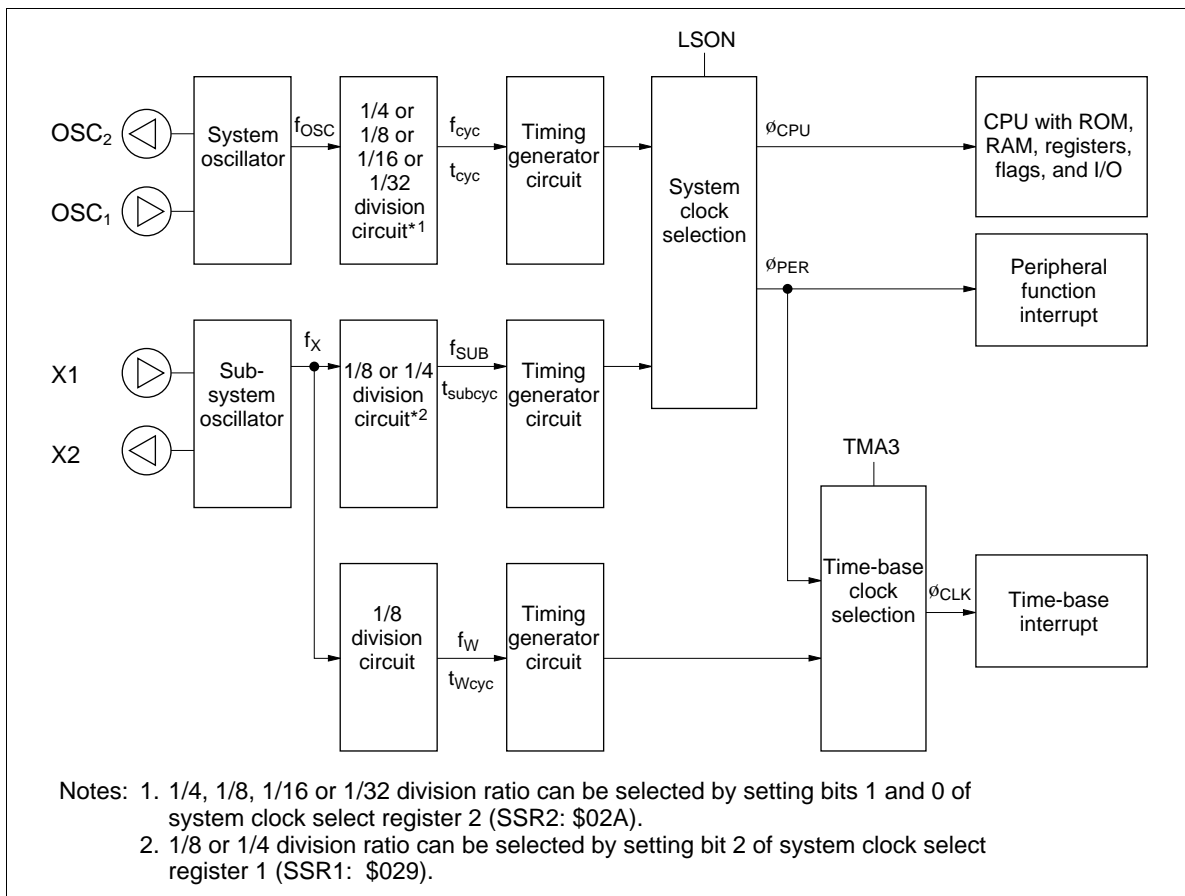 LSON
OSC₂
OSC₁
System
oscillator
fOSC
1/4 or
1/8 or
1/16 or
1/32
division
circuit*1
fcyc
tcyc
Timing
generator
circuit
System
clock
selection
øCPU
CPU with ROM,
RAM, registers,
flags, and I/O
øPER
Peripheral
function
interrupt
X1
X2
Sub-
system
oscillator
fX
1/8 or 1/4
division
circuit*2
fSUB
tsubcyc
Timing
generator
circuit
TMA3
1/8
division
circuit
fW
tWcyc
Timing
generator
circuit
Time-base
clock
selection
øCLK
Time-base
interrupt
Notes: 1. 1/4, 1/8, 1/16 or 1/32 division ratio can be selected by setting bits 1 and 0 of
system clock select register 2 (SSR2: $02A).
2. 1/8 or 1/4 division ratio can be selected by setting bit 2 of system clock select
register 1 (SSR1: $029).